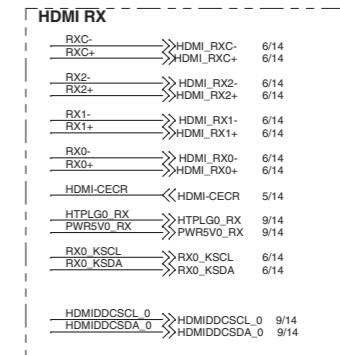 HDMI RX
RXC- HDMI_RXC- 6/14
RXC+ HDMI_RXC+ 6/14
RX2- HDMI_RX2- 6/14
RX2+ HDMI_RX2+ 6/14
RX1- HDMI_RX1- 6/14
RX1+ HDMI_RX1+ 6/14
RX0- HDMI_RX0- 6/14
RX0+ HDMI_RX0+ 6/14
HDMI-CECR HDMI-CECR 5/14
HTPLG0_RX HTPLG0_RX 9/14
PWR5V0_RX PWR5V0_RX 9/14
RX0_KSCL RX0_KSCL 6/14
RX0_KSDA RX0_KSDA 6/14
HDMIDDCSCL_0 HDMIDDCSCL_0 9/14
HDMIDDCSDA_0 HDMIDDCSDA_0 9/14